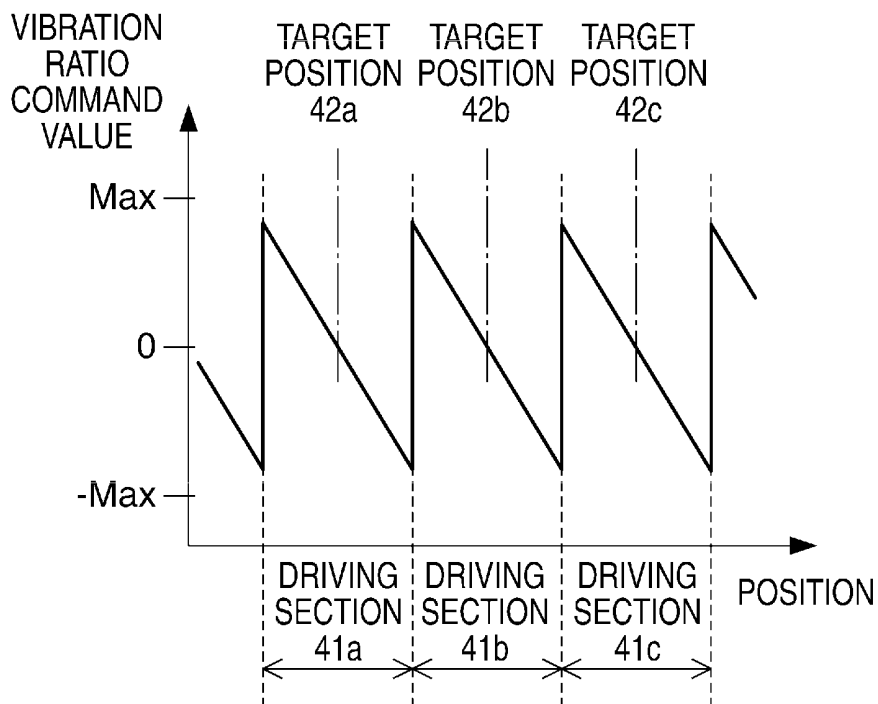 VIBRATION
RATIO
COMMAND
VALUE
TARGET
POSITION
42a
TARGET
POSITION
42b
TARGET
POSITION
42c
Max
0
-Max
DRIVING
SECTION
41a
DRIVING
SECTION
41b
DRIVING
SECTION
41c
POSITION